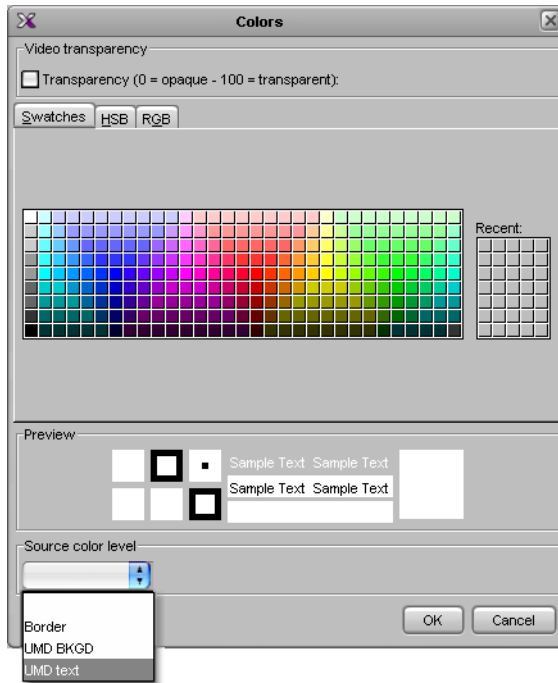 Colors
Video transparency
Transparency (0 = opaque - 100 = transparent):
Swatches HSB RGB
Recent:
Preview
Sample Text Sample Text
Sample Text Sample Text
Source color level
Border
UMD BKGD
UMD text
OK Cancel